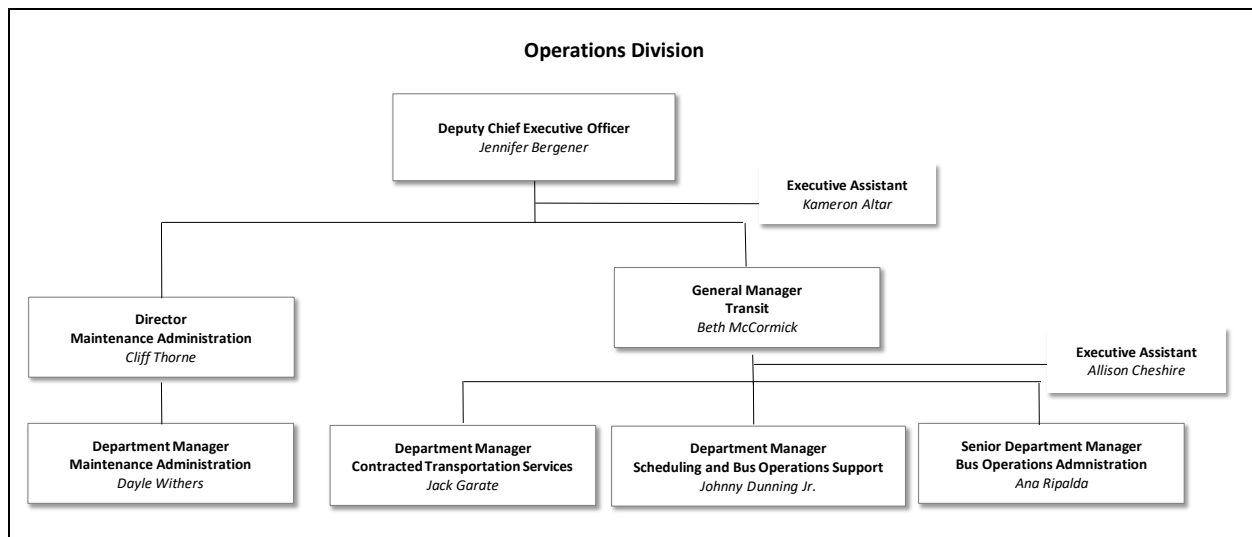 Operations Division
Deputy Chief Executive Officer
Jennifer Bergener
Executive Assistant
Kameron Altar
General Manager
Transit
Beth McCormick
Director
Maintenance Administration
Cliff Thorne
Executive Assistant
Allison Cheshire
Department Manager
Maintenance Administration
Dayle Withers
Department Manager
Contracted Transportation Services
Jack Garate
Department Manager
Scheduling and Bus Operations Support
Johnny Dunning Jr.
Senior Department Manager
Bus Operations Admnistration
Ana Ripalda